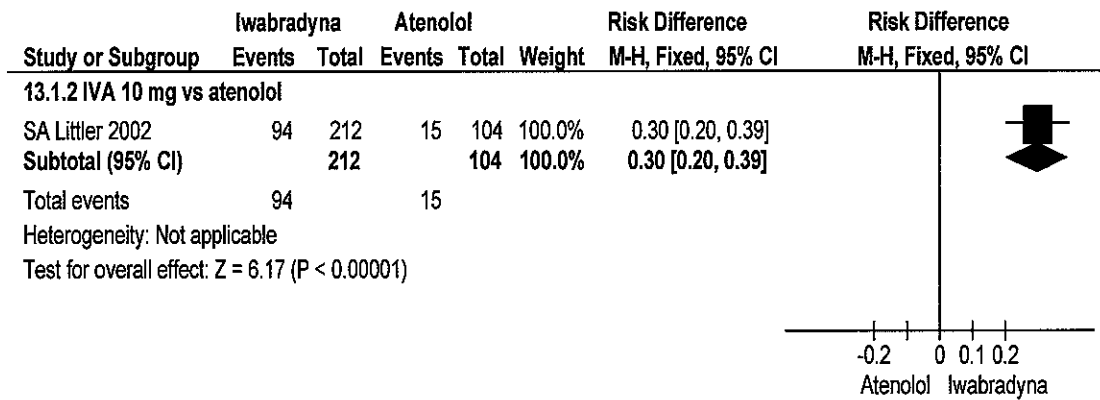 Iwabradyna Atenolol Risk Difference Risk Difference
Study or Subgroup Events Total Events Total Weight M-H, Fixed, 95% CI M-H, Fixed, 95% CI
13.1.2 IVA 10 mg vs atenolol
SA Littler 2002 94 212 15 104 100.0% 0.30 [0.20, 0.39]
Subtotal (95% CI) 212 104 100.0% 0.30 [0.20, 0.39]
Total events 94 15
Heterogeneity: Not applicable
Test for overall effect: Z = 6.17 (P < 0.00001)
-0.2 0 0.1 0.2
Atenolol Iwabradyna